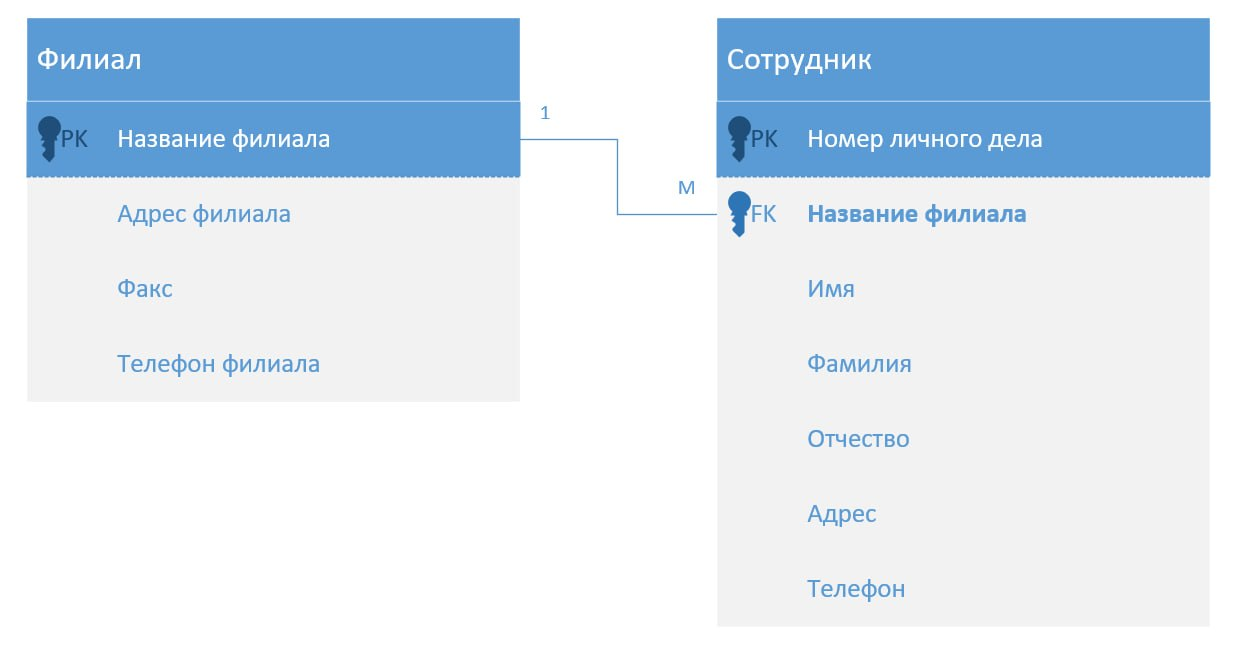 Филиал
PK Название филиала
Адрес филиала
Факс
Телефон филиала
1
М
Сотрудник
PK Номер личного дела
FK Название филиала
Имя
Фамилия
Отчество
Адрес
Телефон